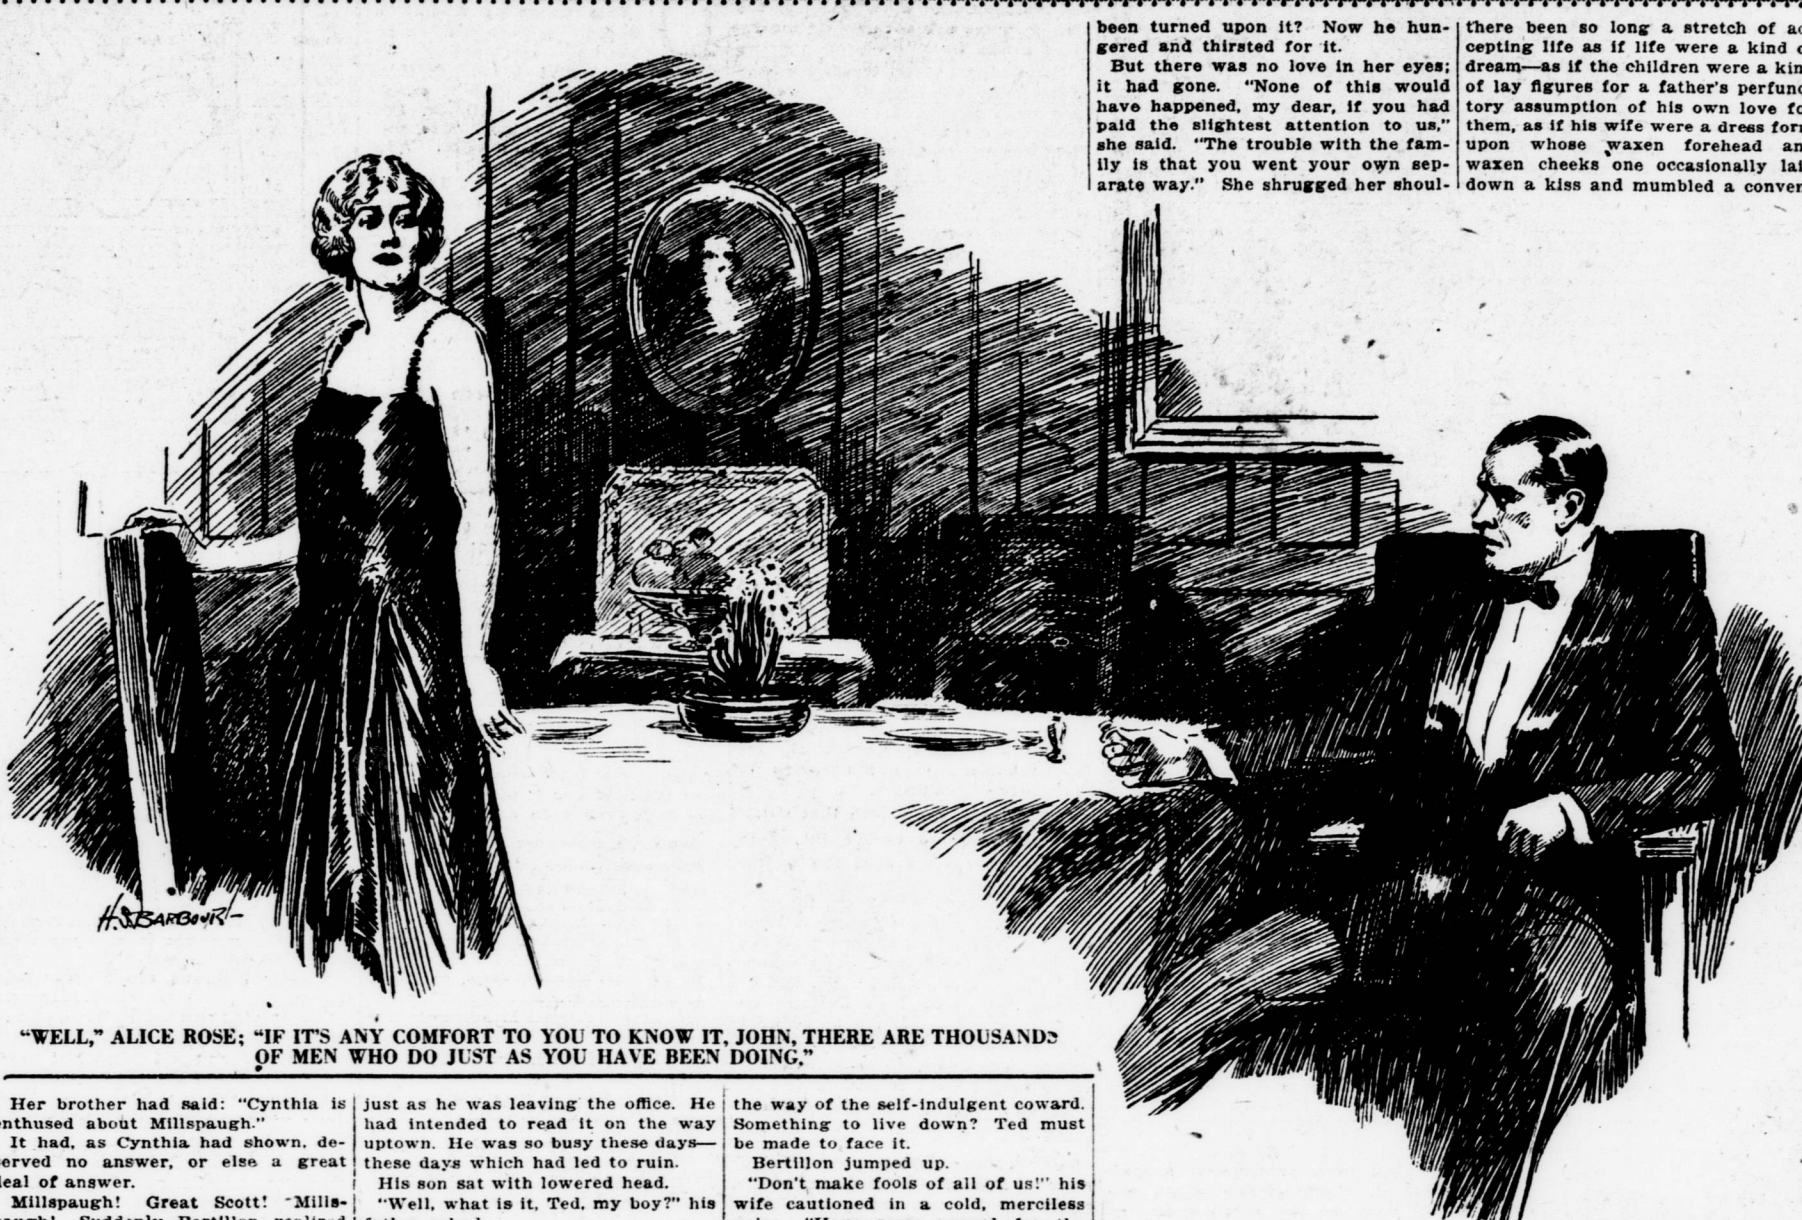 been turned upon it? Now he hun-
gered and thirsted for it.
But there was no love in her eyes;
it had gone. "None of this would
have happened, my dear, if you had
paid the slightest attention to us,"
she said. "The trouble with the fam-
ily is that you went your own sep-
arate way." She shrugged her shoul-
there been so long a stretch of ac
cepting life as if life were a kind
dream—as if the children were a kin
of lay figures for a father's perfunc
tory assumption of his own love fo
them, as if his wife were a dress for
upon whose waxen forehead an
waxen cheeks one occasionally lai
down a kiss and mumbled a conven
H. S. BARBOUR
"WELL," ALICE ROSE; "IF IT'S ANY COMFORT TO YOU TO KNOW IT, JOHN, THERE ARE THOUSANDS
OF MEN WHO DO JUST AS YOU HAVE BEEN DOING."
Her brother had said: "Cynthia is
enthused about Millspaugh."
It had, as Cynthia had shown, de-
served no answer, or else a great
deal of answer.
Millspaugh! Great Scott! Mills-
just as he was leaving the office. He
had intended to read it on the way
uptown. He was so busy these days—
these days which had led to ruin.
His son sat with lowered head.
"Well, what is it, Ted, my boy?" his
the way of the self-indulgent coward.
Something to live down? Ted must
be made to face it.
Bertillon jumped up.
"Don't make fools of all of us!" his
wife cautioned in a cold, merciless